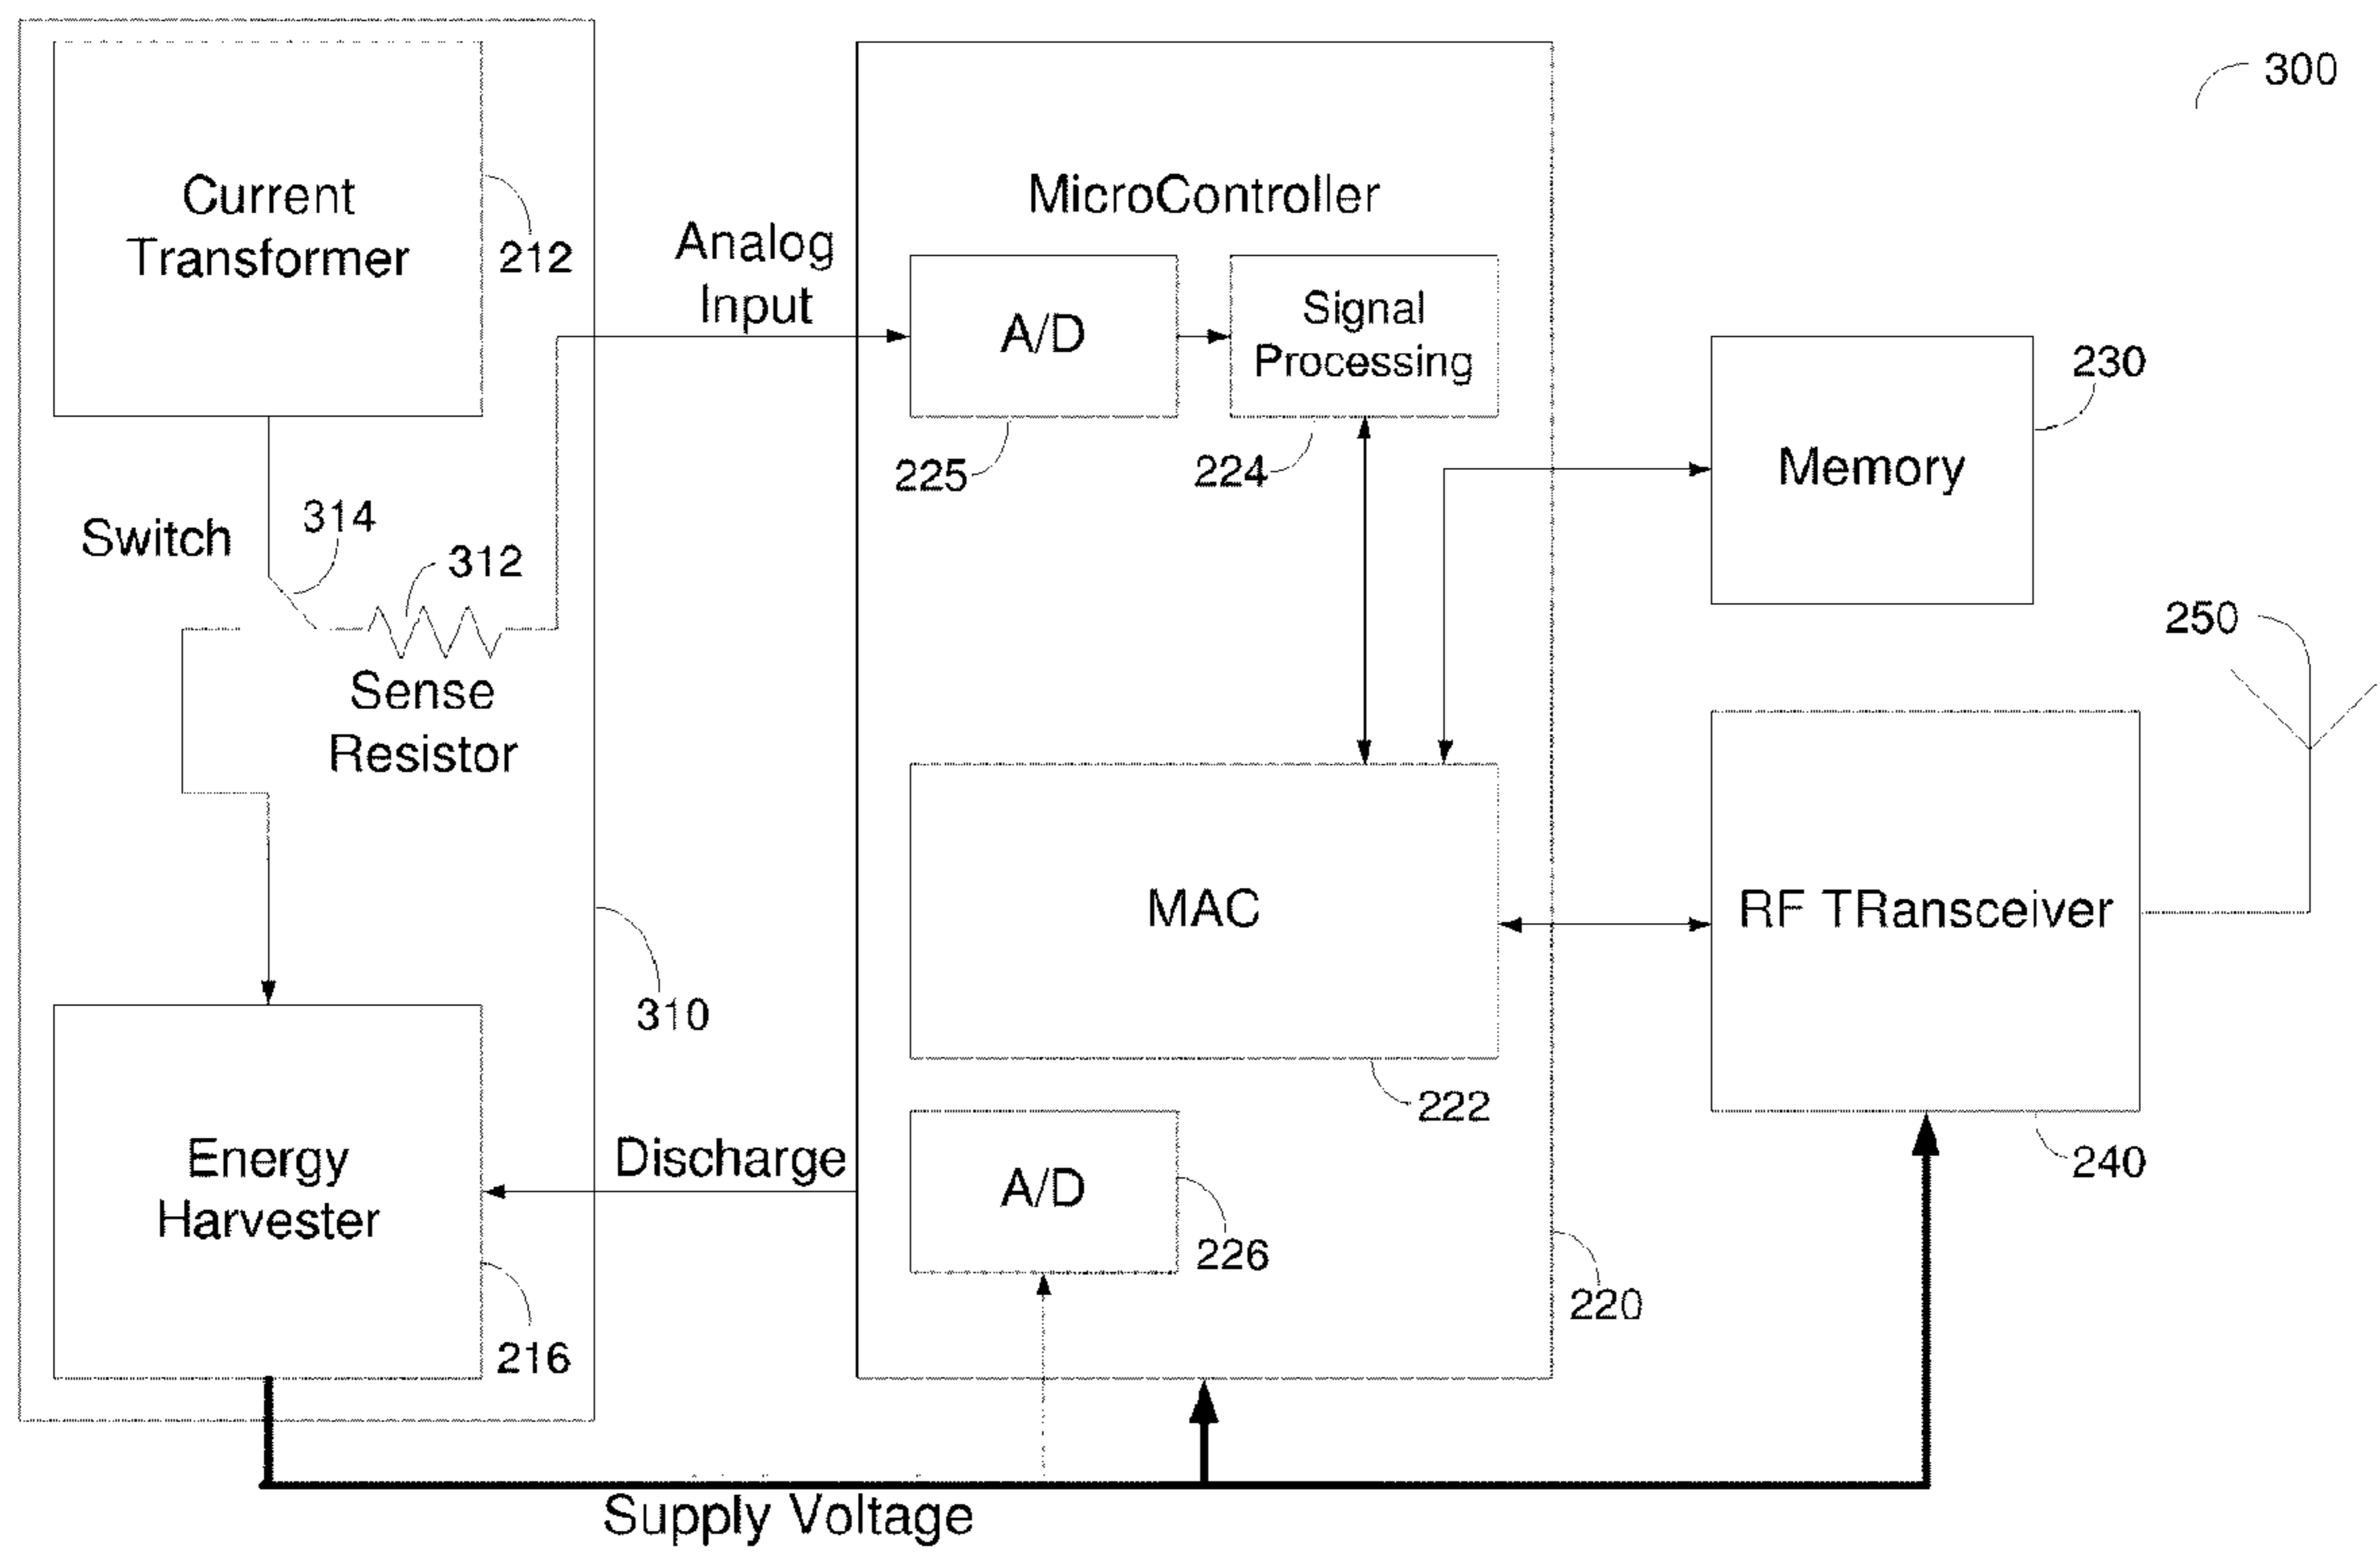 300
Current
Transformer
212
MicroController
Analog
Input
A/D
Signal
Processing
225
224
230
Memory
Switch
314
312
Sense
Resistor
250
MAC
RF TRansceiver
310
222
Energy
Harvester
Discharge
A/D
226
240
220
216
Supply Voltage